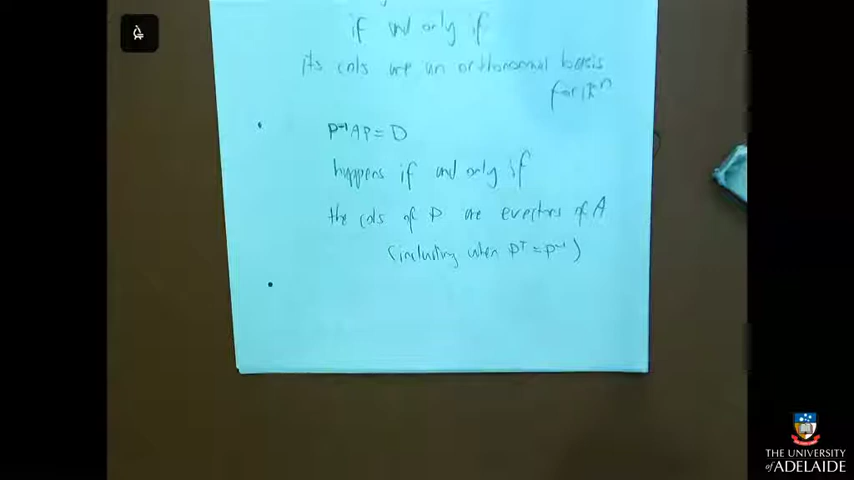 if and only if
its cols are an orthonormal basis
for ℝⁿ
• P⁻¹AP = D
happens if and only if
the cols of P are evectors of A
(including when Pᵀ = P⁻¹)
•
THE UNIVERSITY
of ADELAIDE